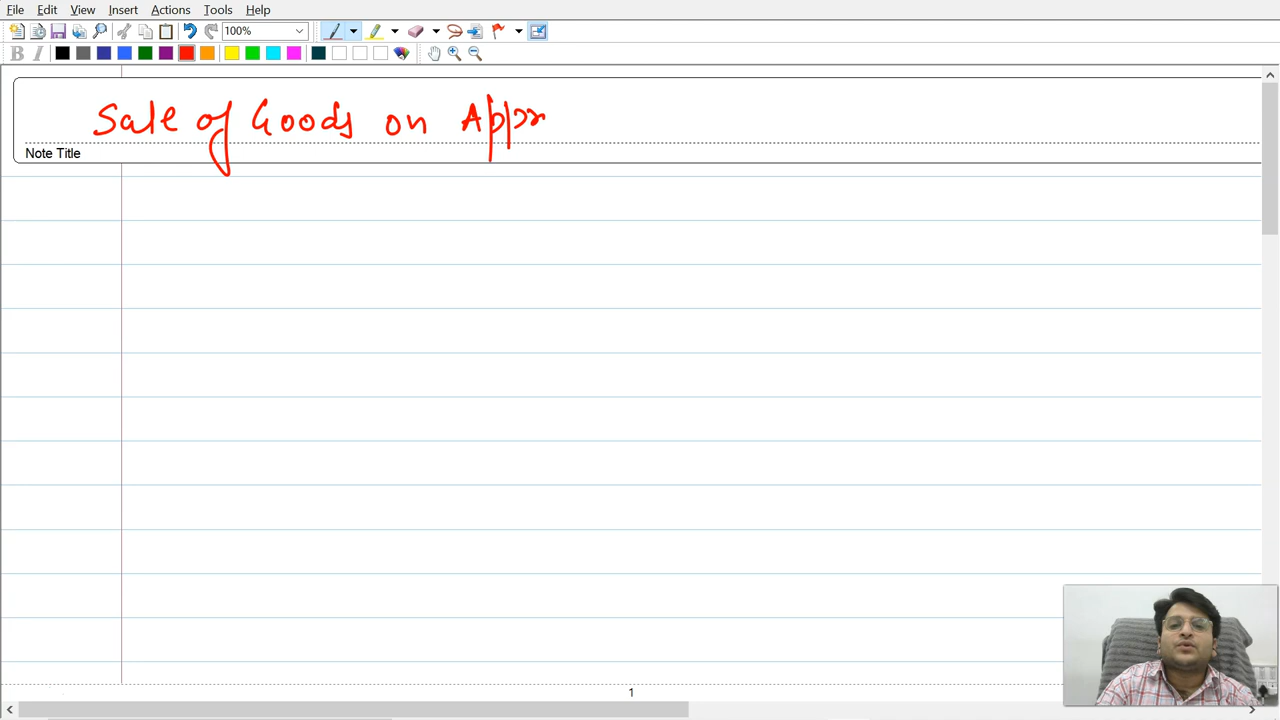 File Edit View Insert Actions Tools Help
100%
B I
Sale of Goods on Appr
Note Title
1